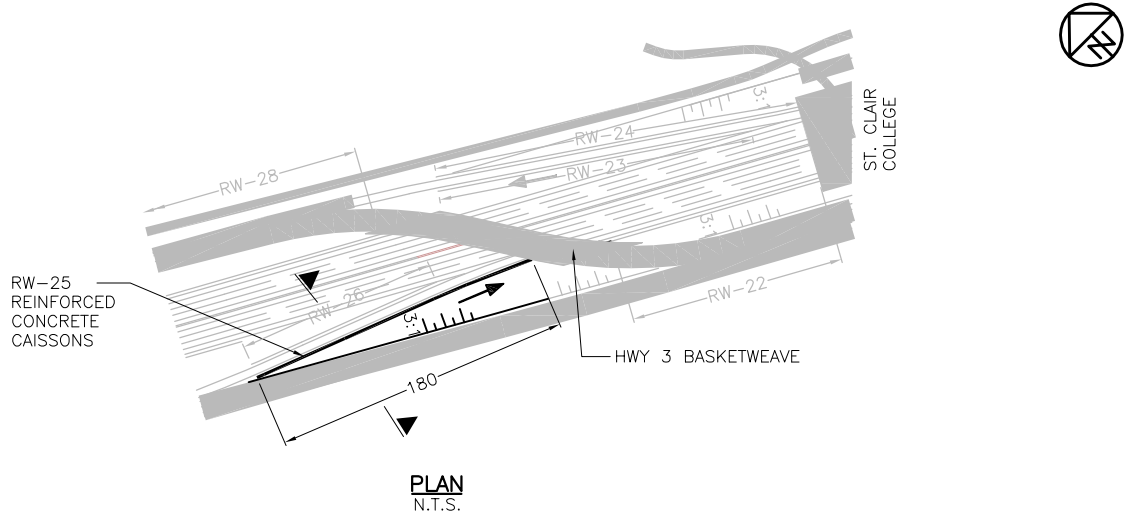 N
ST. CLAIR
COLLEGE
3:1
RW-24
RW-23
RW-28
3:1
RW-25
REINFORCED
CONCRETE
CAISSONS
RW-26
RW-22
3:1
HWY 3 BASKETWEAVE
180
PLAN
N.T.S.